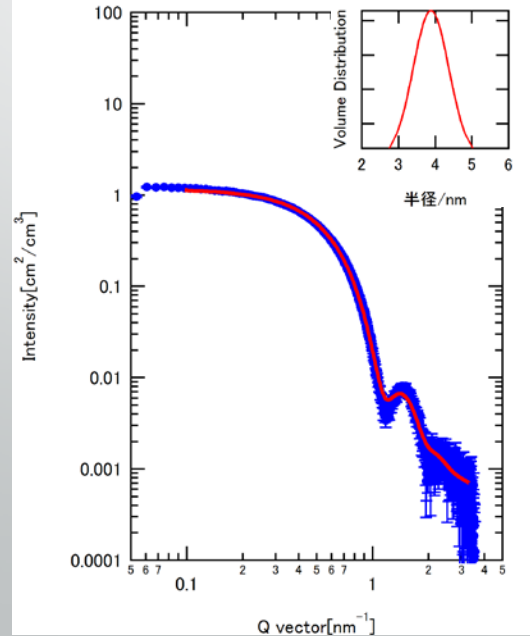 100
10
1
0.1
0.01
0.001
0.0001
Intensity[cm²/cm³]
Volume Distribution
2 3 4 5 6
半径/nm
5 6 7 2 3 4 5 6 7 2 3 4 5
0.1 1
Q vector[nm⁻¹]